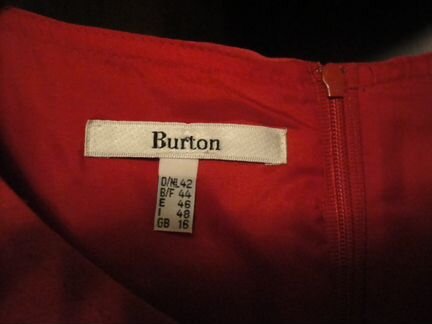 Burton
D/NL 42
B/F 44
E 46
I 48
GB 16